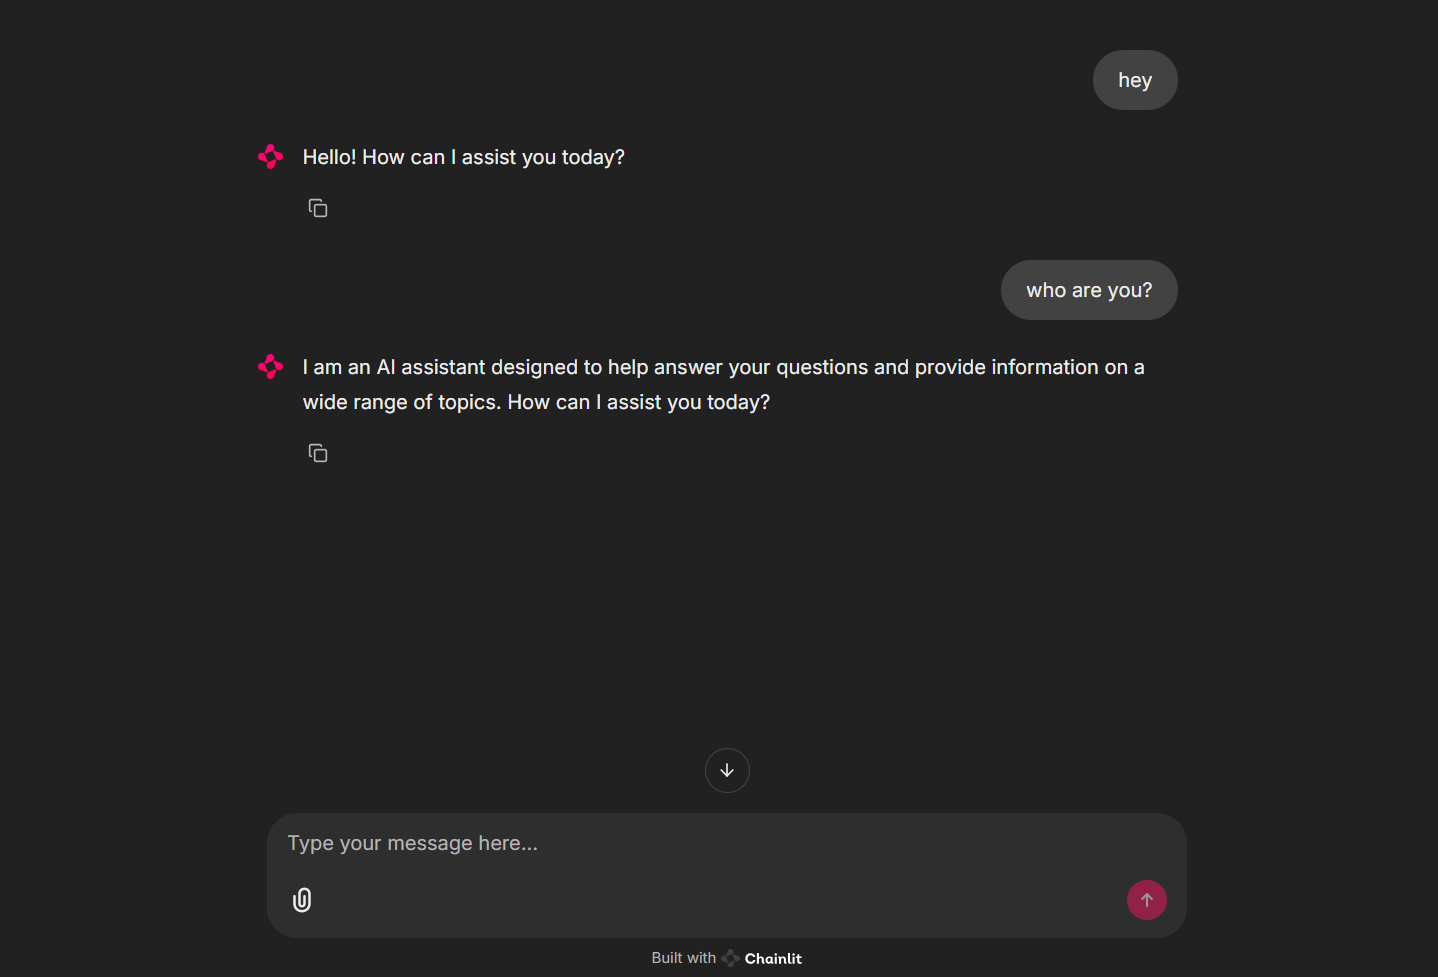 hey
Hello! How can I assist you today?
who are you?
I am an AI assistant designed to help answer your questions and provide information on a
wide range of topics. How can I assist you today?
Type your message here...
Built with Chainlit